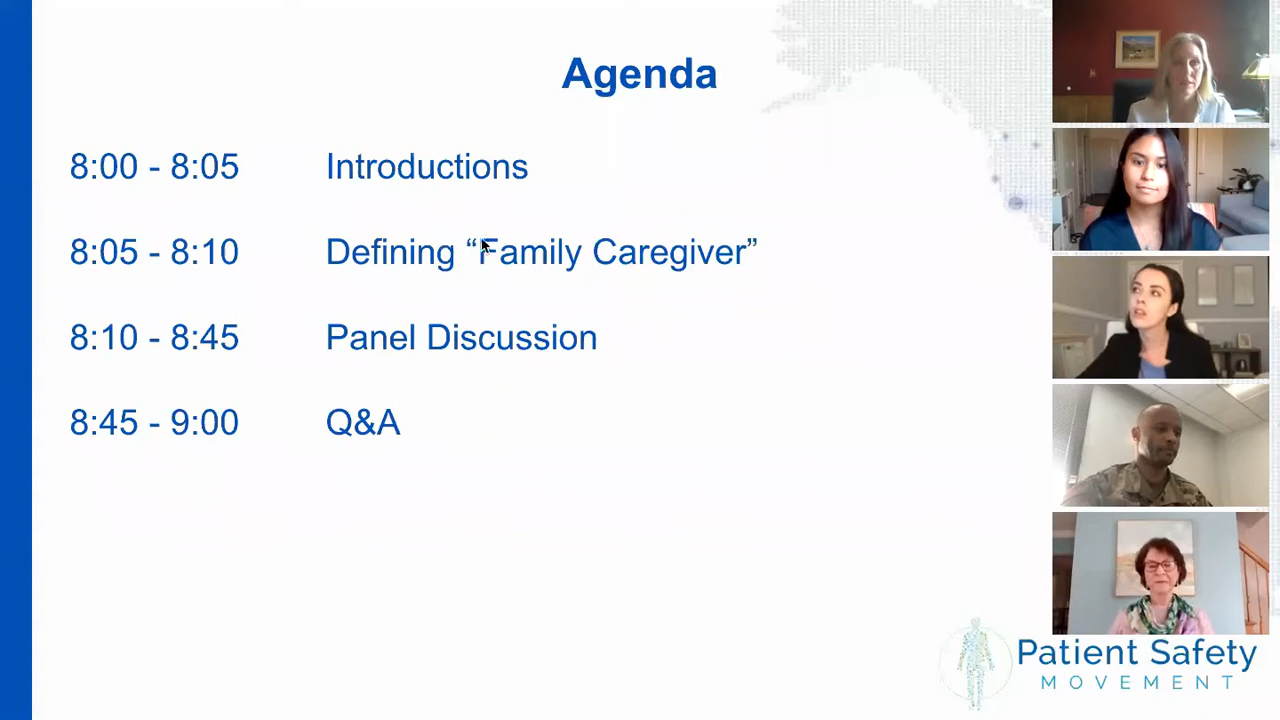 Agenda
8:00 - 8:05 Introductions
8:05 - 8:10 Defining “Family Caregiver”
8:10 - 8:45 Panel Discussion
8:45 - 9:00 Q&A
Patient Safety
MOVEMENT